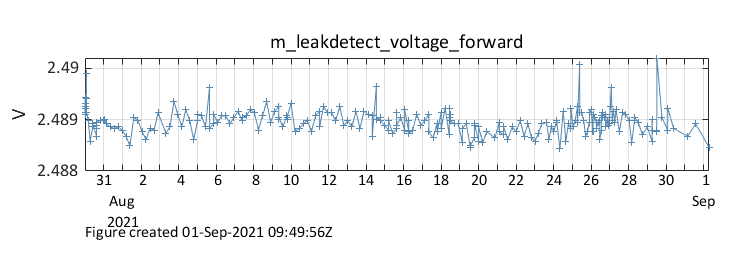 m_leakdetect_voltage_forward
2.49
2.489
2.488
V
31 2 4 6 8 10 12 14 16 18 20 22 24 26 28 30 1
Aug Sep
2021
Figure created 01-Sep-2021 09:49:56Z